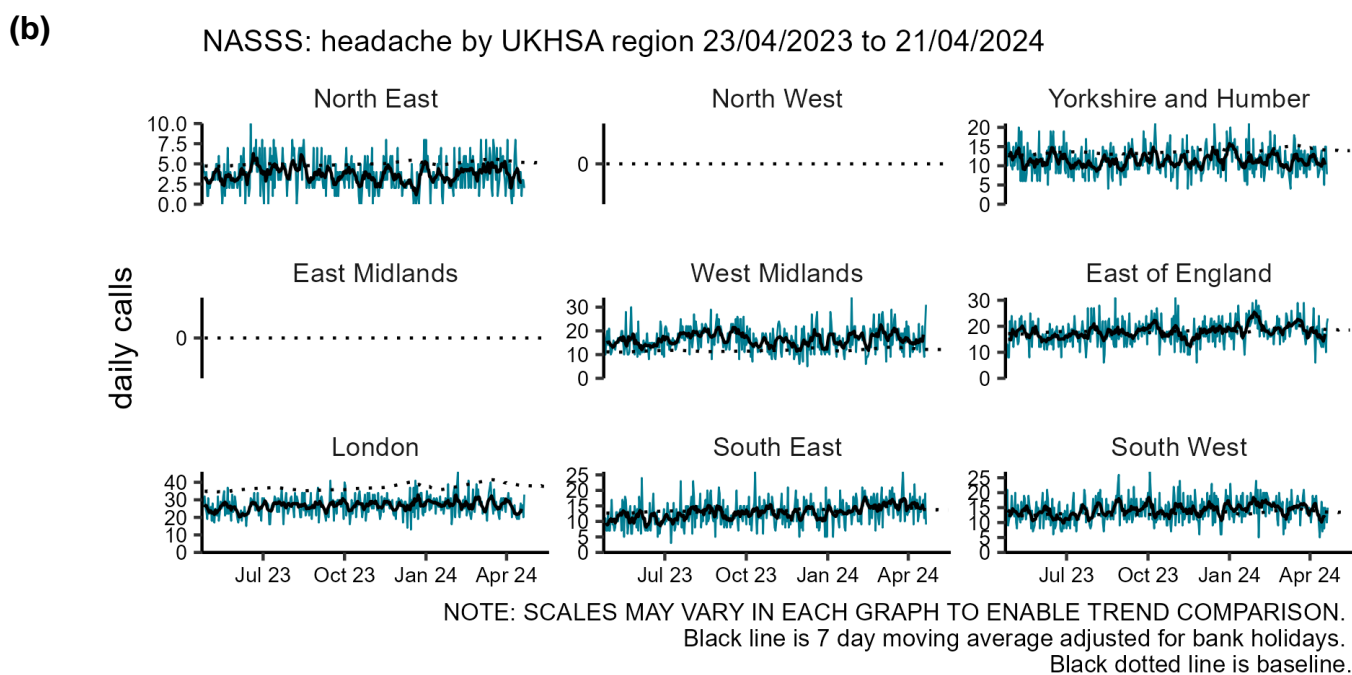 (b)
NASSS: headache by UKHSA region 23/04/2023 to 21/04/2024
North East
North West
Yorkshire and Humber
10.0
7.5
5.0
2.5
0.0
0
20
15
10
5
0
daily calls
East Midlands
West Midlands
East of England
0
30
20
10
0
30
20
10
0
London
South East
South West
40
30
20
10
0
25
20
15
10
5
0
25
20
15
10
5
0
Jul 23 Oct 23 Jan 24 Apr 24
Jul 23 Oct 23 Jan 24 Apr 24
Jul 23 Oct 23 Jan 24 Apr 24
NOTE: SCALES MAY VARY IN EACH GRAPH TO ENABLE TREND COMPARISON.
Black line is 7 day moving average adjusted for bank holidays.
Black dotted line is baseline.